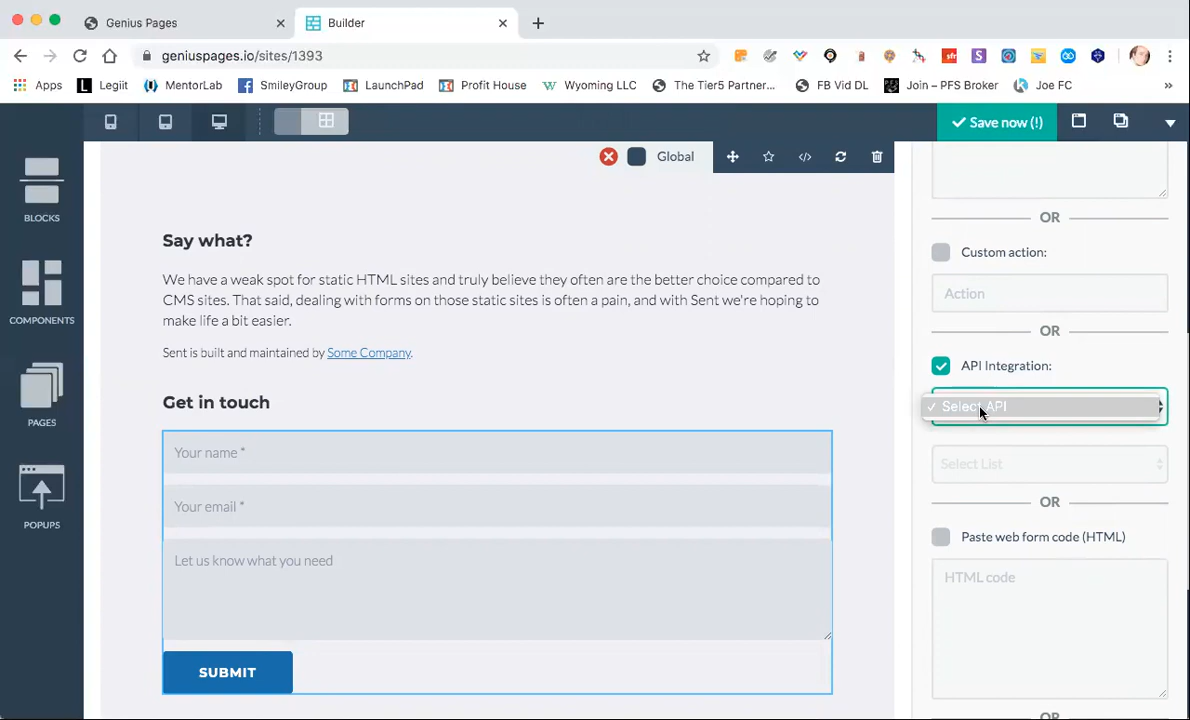 Genius Pages
Builder
geniuspages.io/sites/1393
Apps
Legiit
MentorLab
SmileyGroup
LaunchPad
Profit House
Wyoming LLC
The Tier5 Partner...
FB Vid DL
Join – PFS Broker
Joe FC
»
✓ Save now (!)
BLOCKS
COMPONENTS
PAGES
POPUPS
Global
Say what?
We have a weak spot for static HTML sites and truly believe they often are the better choice compared to
CMS sites. That said, dealing with forms on those static sites is often a pain, and with Sent we're hoping to
make life a bit easier.
Sent is built and maintained by Some Company.
Get in touch
Your name *
Your email *
Let us know what you need
SUBMIT
OR
Custom action:
Action
OR
API Integration:
✓ Select API
Select List
OR
Paste web form code (HTML)
HTML code
OR